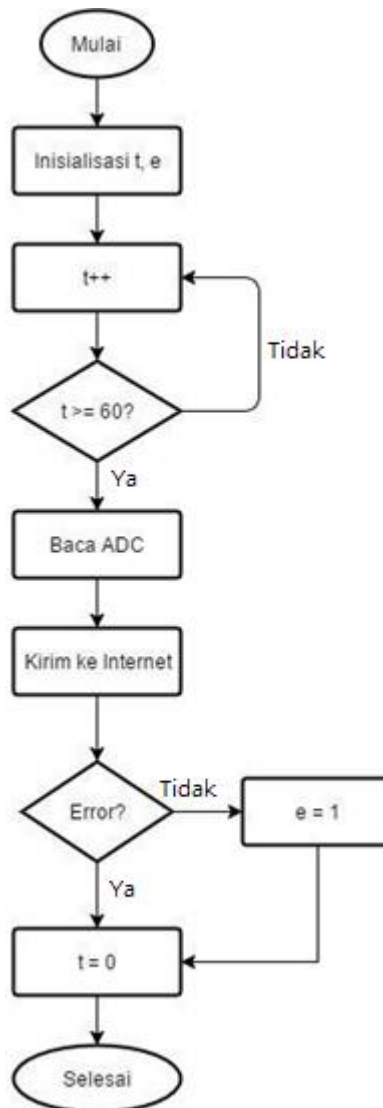 Mulai
Inisialisasi t, e
t++
Tidak
t >= 60?
Ya
Baca ADC
Kirim ke Internet
Tidak
Error?
e = 1
Ya
t = 0
Selesai